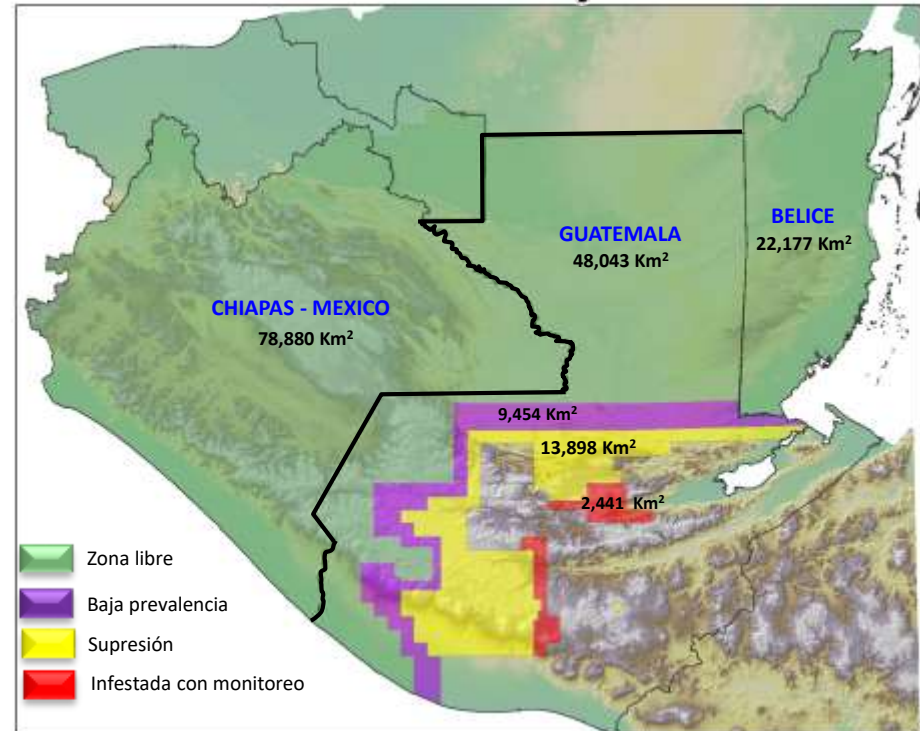 GUATEMALA
48,043 Km²
BELICE
22,177 Km²
CHIAPAS - MEXICO
78,880 Km²
9,454 Km²
13,898 Km²
2,441 Km²
Zona libre
Baja prevalencia
Supresión
Infestada con monitoreo